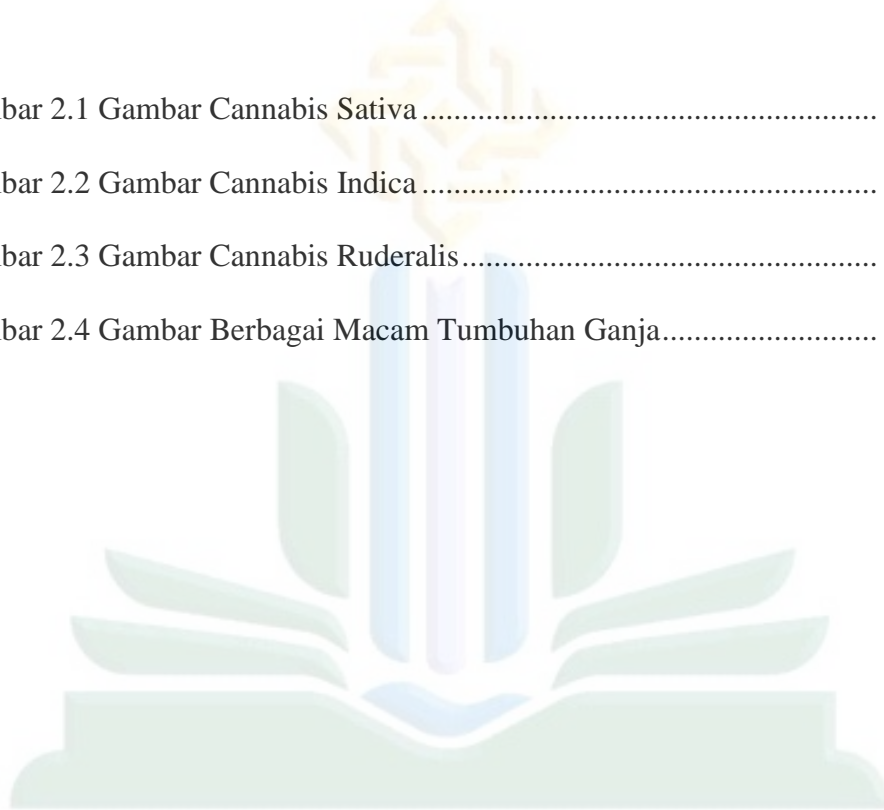 bar 2.1 Gambar Cannabis Sativa ........................................................
bar 2.2 Gambar Cannabis Indica ........................................................
bar 2.3 Gambar Cannabis Ruderalis...................................................
bar 2.4 Gambar Berbagai Macam Tumbuhan Ganja..........................